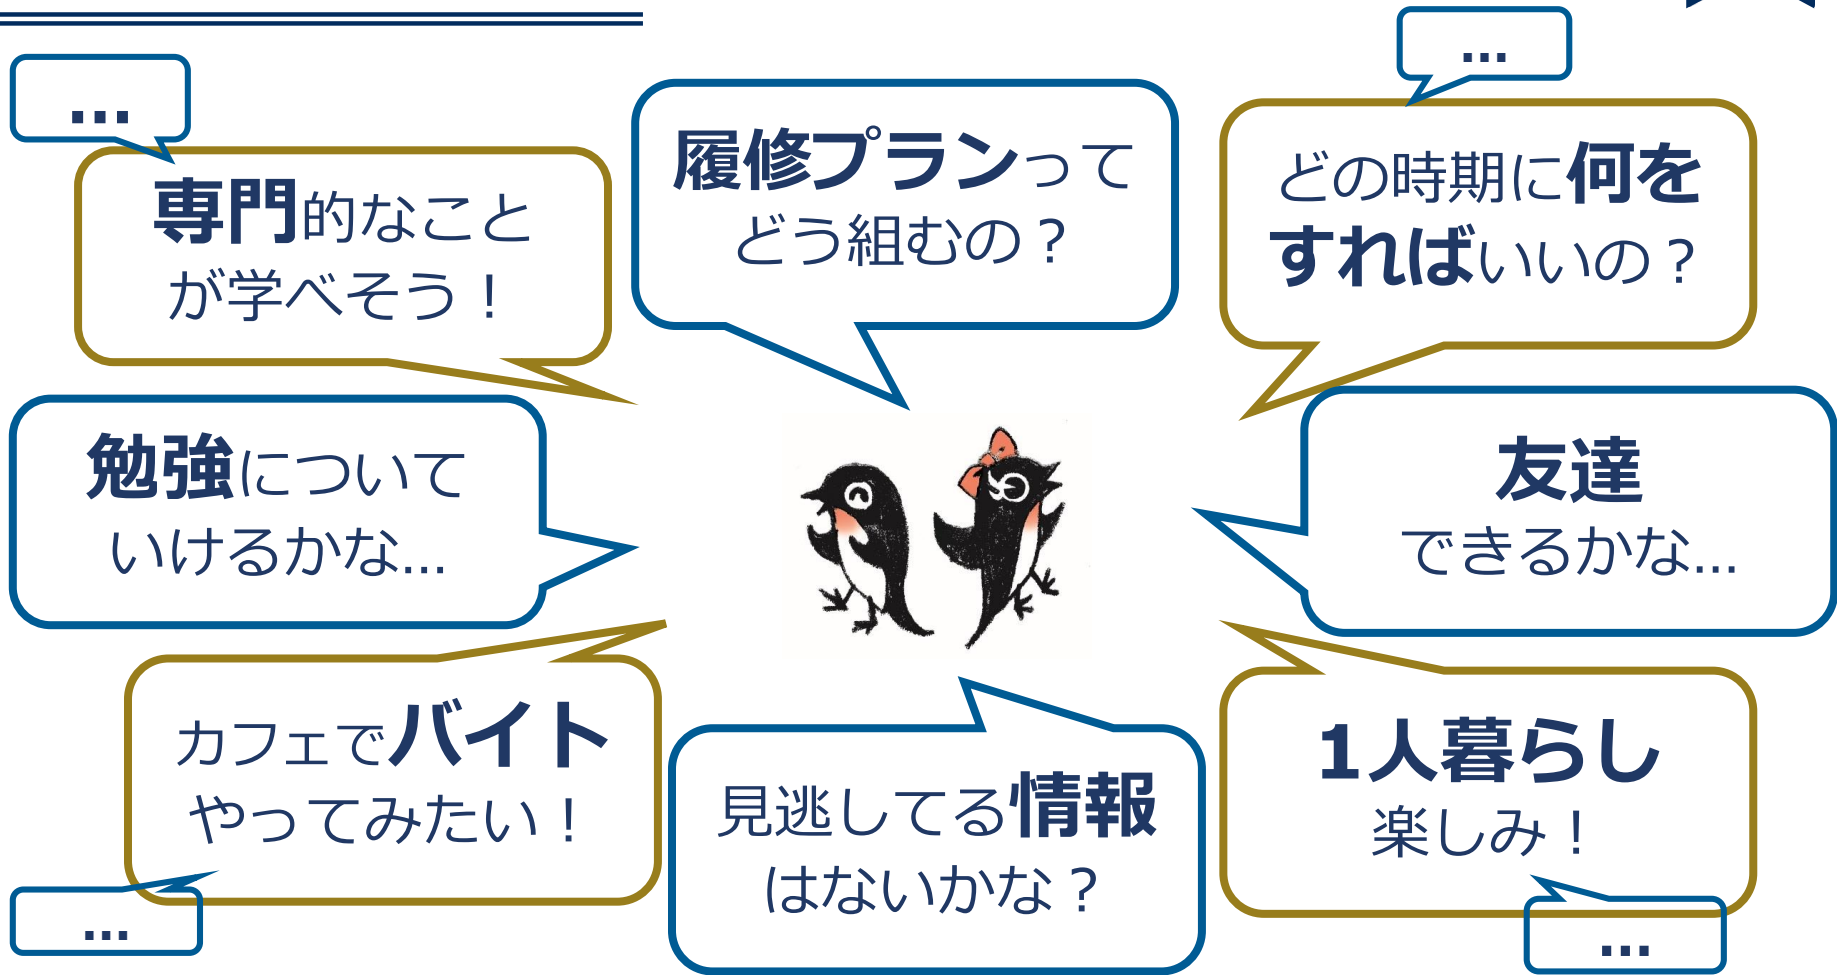 ...
...
専門的なこと
が学べそう！
履修プランって
どう組むの？
どの時期に何を
すればいいの？
勉強について
いけるかな...
友達
できるかな...
カフェでバイト
やってみたい！
見逃してる情報
はないかな？
1人暮らし
楽しみ！
...
...